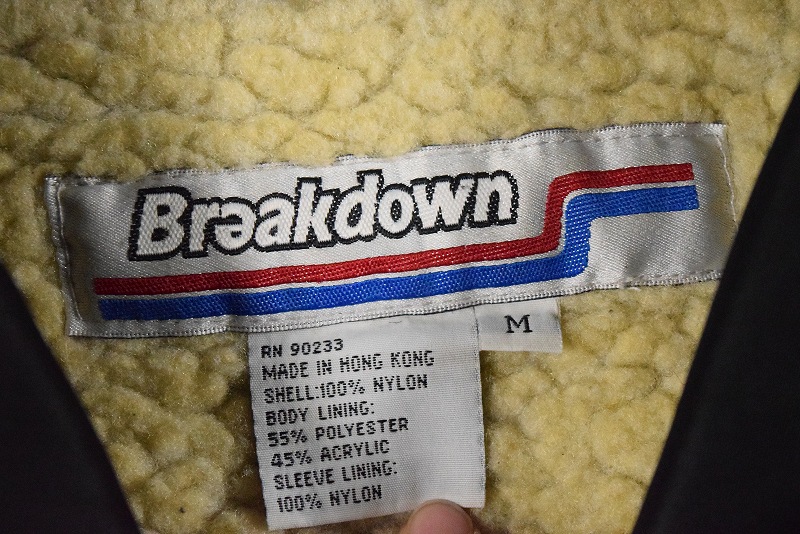 Breakdown
M
RN 90233
MADE IN HONG KONG
SHELL:100% NYLON
BODY LINING:
55% POLYESTER
45% ACRYLIC
SLEEVE LINING:
100% NYLON